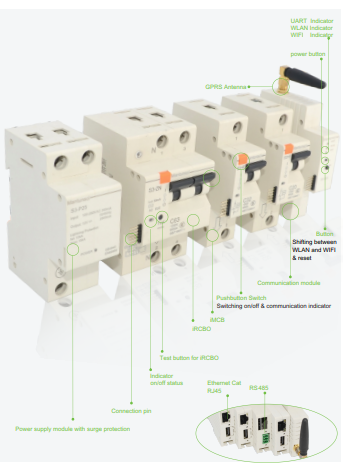 UART Indicator
WLAN Indicator
WIFI Indicator
power button
GPRS Antenna
Button
Shifting between
WLAN and WIFI
& reset
Communication module
Pushbutton Switch
Switching on/off & communication indicator
iMCB
iRCBO
Test button for iRCBO
Indicator
on/off status
Connection pin
Power supply module with surge protection
Ethernet Cat
RJ45
RS485